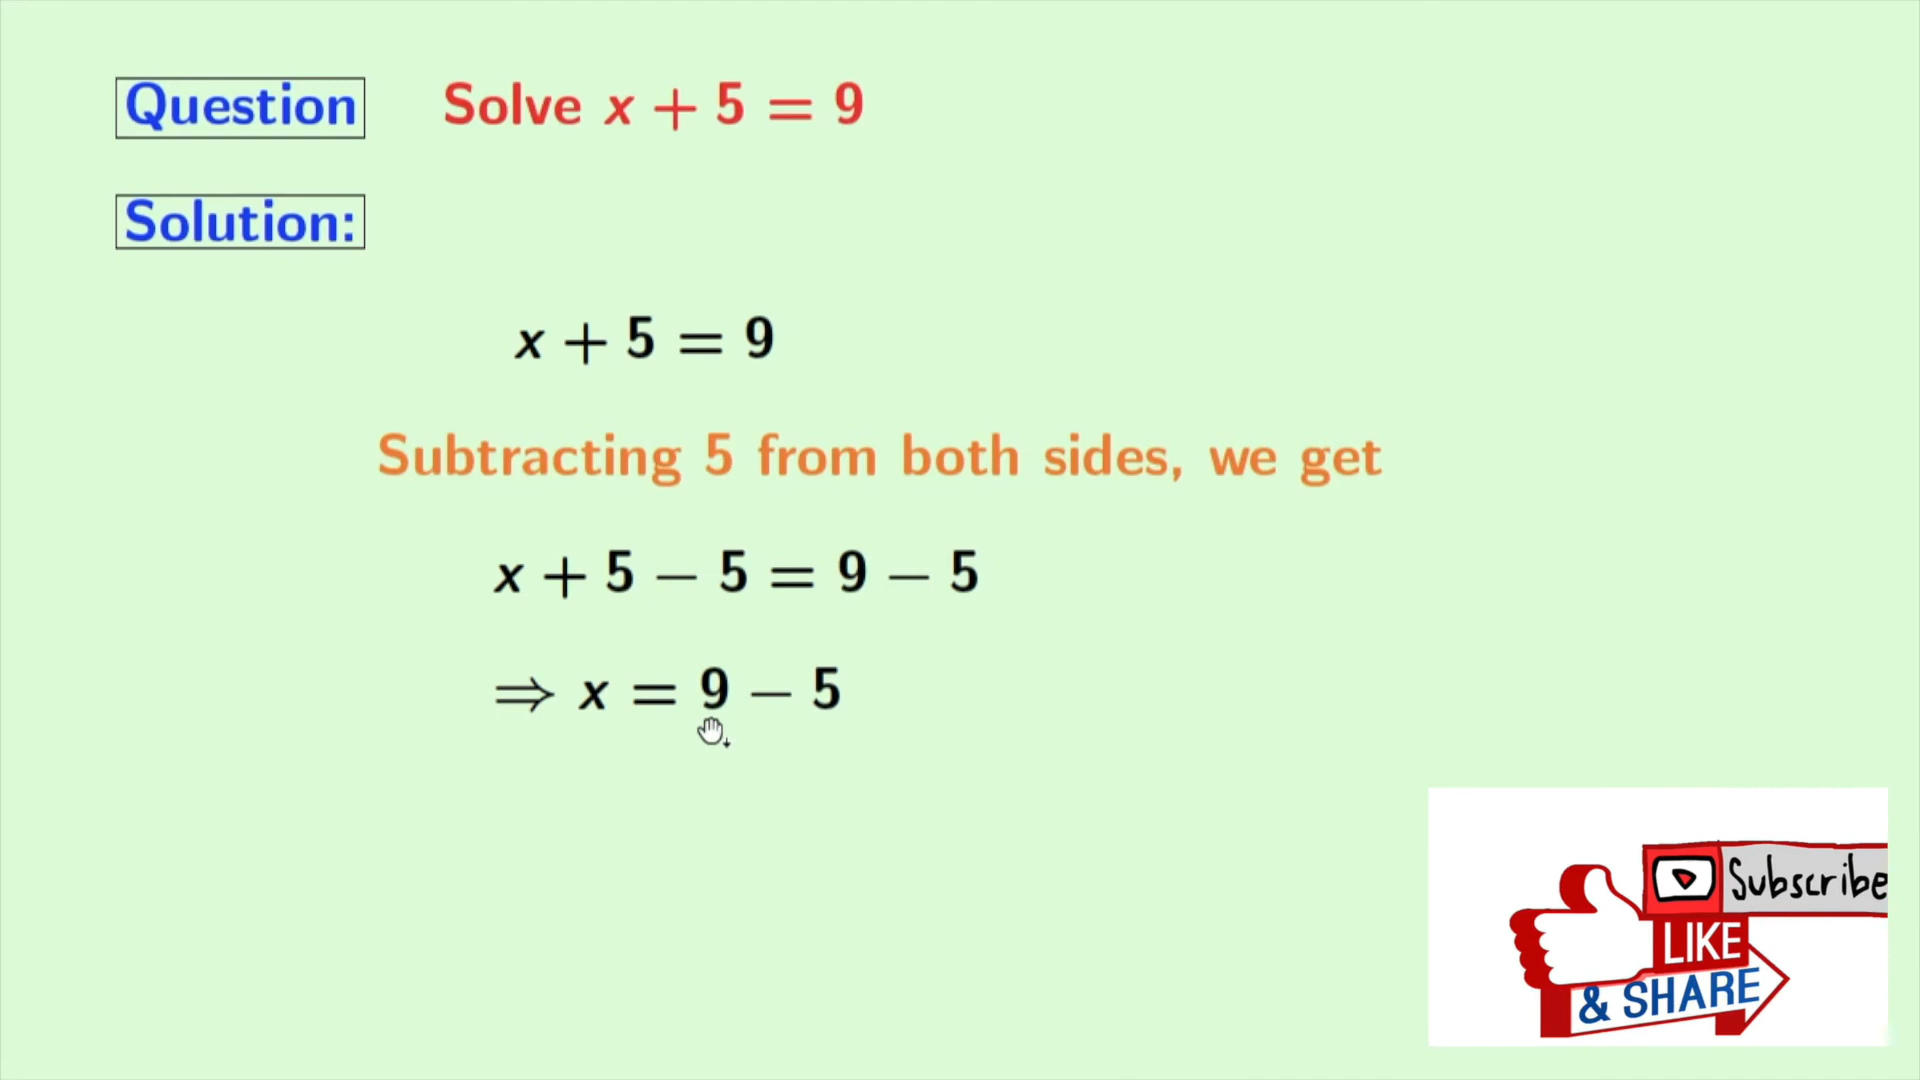 Question Solve x + 5 = 9
Solution:
x + 5 = 9
Subtracting 5 from both sides, we get
x + 5 − 5 = 9 − 5
⇒ x = 9 − 5
Subscribe
LIKE
& SHARE